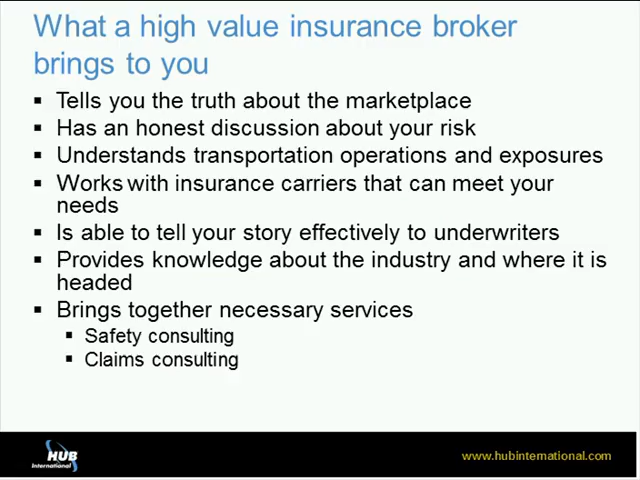 What a high value insurance broker
brings to you
▪ Tells you the truth about the marketplace
▪ Has an honest discussion about your risk
▪ Understands transportation operations and exposures
▪ Works with insurance carriers that can meet your
needs
▪ Is able to tell your story effectively to underwriters
▪ Provides knowledge about the industry and where it is
headed
▪ Brings together necessary services
▪ Safety consulting
▪ Claims consulting
HUB
International
www.hubinternational.com